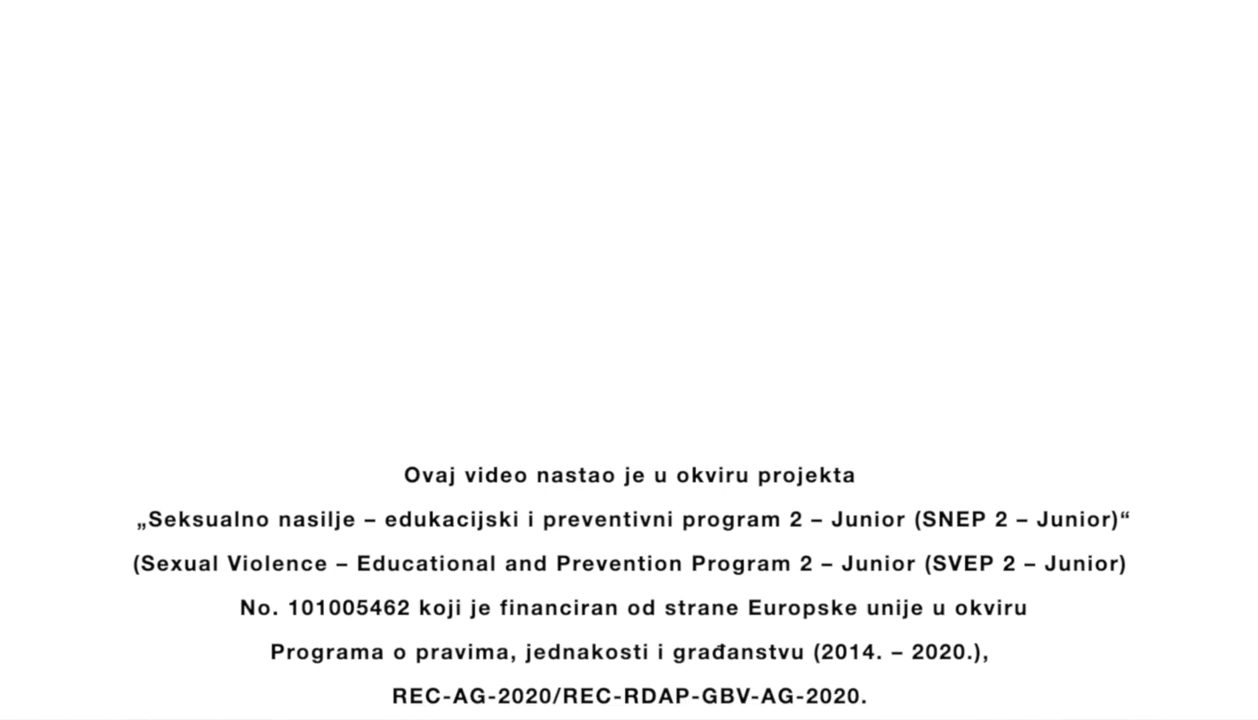 Ovaj video nastao je u okviru projekta
„Seksualno nasilje – edukacijski i preventivni program 2 – Junior (SNEP 2 – Junior)“
(Sexual Violence – Educational and Prevention Program 2 – Junior (SVEP 2 – Junior)
No. 101005462 koji je financiran od strane Europske unije u okviru
Programa o pravima, jednakosti i građanstvu (2014. – 2020.),
REC-AG-2020/REC-RDAP-GBV-AG-2020.